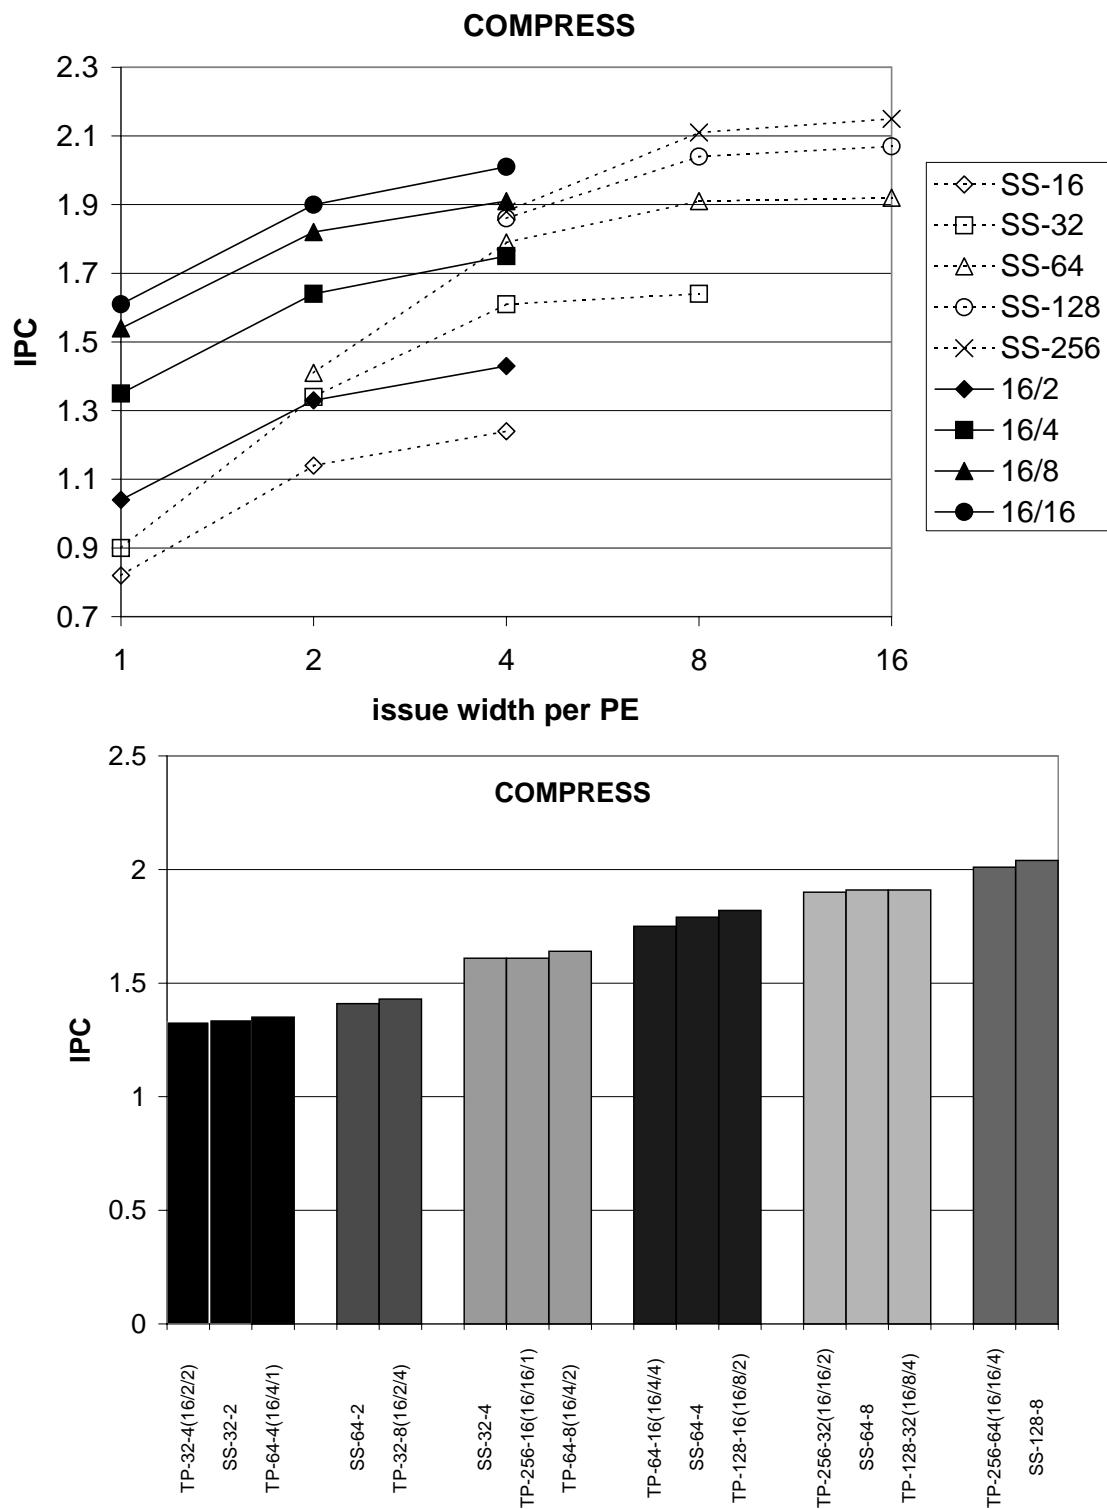 COMPRESS
2.3
2.1
1.9
1.7
1.5
1.3
1.1
0.9
0.7
IPC
1
2
4
8
16
issue width per PE
SS-16
SS-32
SS-64
SS-128
SS-256
16/2
16/4
16/8
16/16
COMPRESS
2.5
2
1.5
1
0.5
0
IPC
TP-32-4(16/2/2)
SS-32-2
TP-64-4(16/4/1)
SS-64-2
TP-32-8(16/2/4)
SS-32-4
TP-256-16(16/16/1)
TP-64-8(16/4/2)
TP-64-16(16/4/4)
SS-64-4
TP-128-16(16/8/2)
TP-256-32(16/16/2)
SS-64-8
TP-128-32(16/8/4)
TP-256-64(16/16/4)
SS-128-8